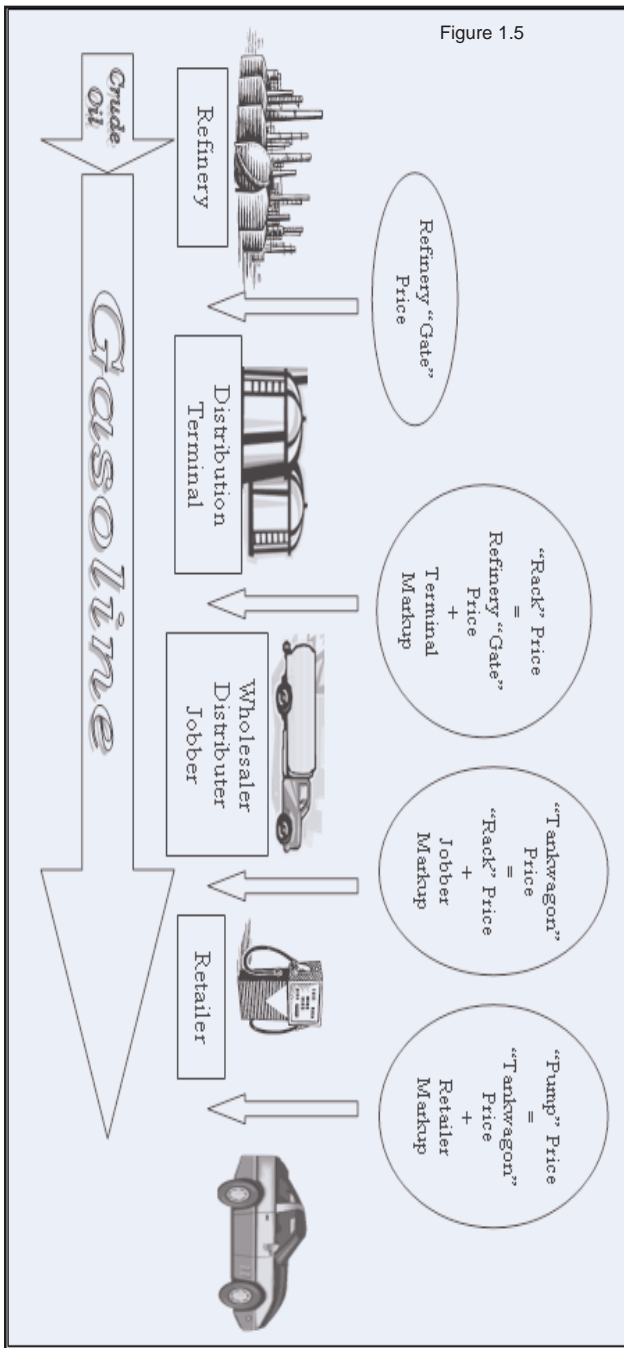 Figure 1.5
Refinery “Gate”
Price
“Rack” Price
=
Refinery “Gate”
Price
+
Terminal
Markup
“Tankwagon”
Price
=
“Rack” Price
+
Jobber
Markup
“Pump” Price
=
“Tankwagon”
Price
+
Retailer
Markup
Refinery
Distribution
Terminal
Wholesaler
Distributer
Jobber
Retailer
Crude
Oil
Gasoline